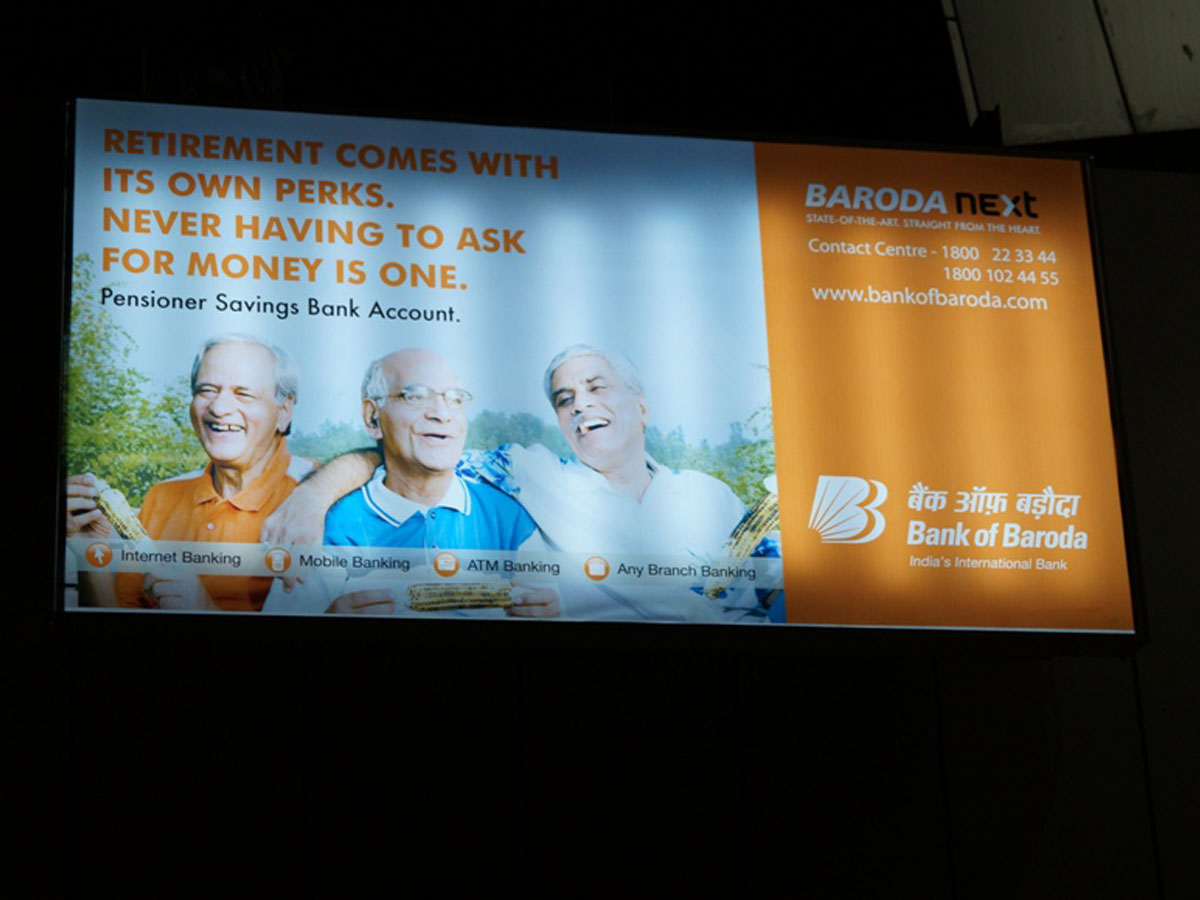 RETIREMENT COMES WITH
ITS OWN PERKS.
NEVER HAVING TO ASK
FOR MONEY IS ONE.
Pensioner Savings Bank Account.
Internet Banking
Mobile Banking
ATM Banking
Any Branch Banking
BARODA next
STATE-OF-THE-ART. STRAIGHT FROM THE HEART.
Contact Centre - 1800 22 33 44
1800 102 44 55
www.bankofbaroda.com
बैंक ऑफ़ बड़ौदा
Bank of Baroda
India's International Bank